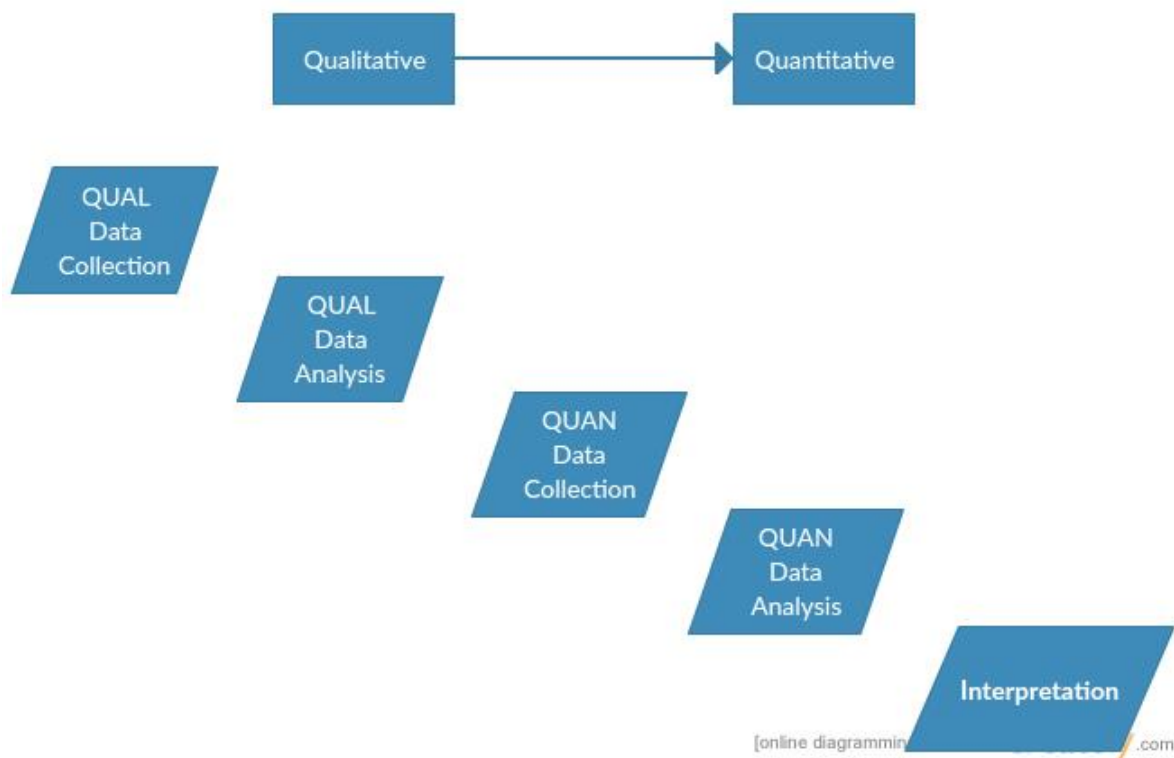 Qualitative
Quantitative
QUAL
Data
Collection
QUAL
Data
Analysis
QUAN
Data
Collection
QUAN
Data
Analysis
Interpretation
[online diagrammin
.com